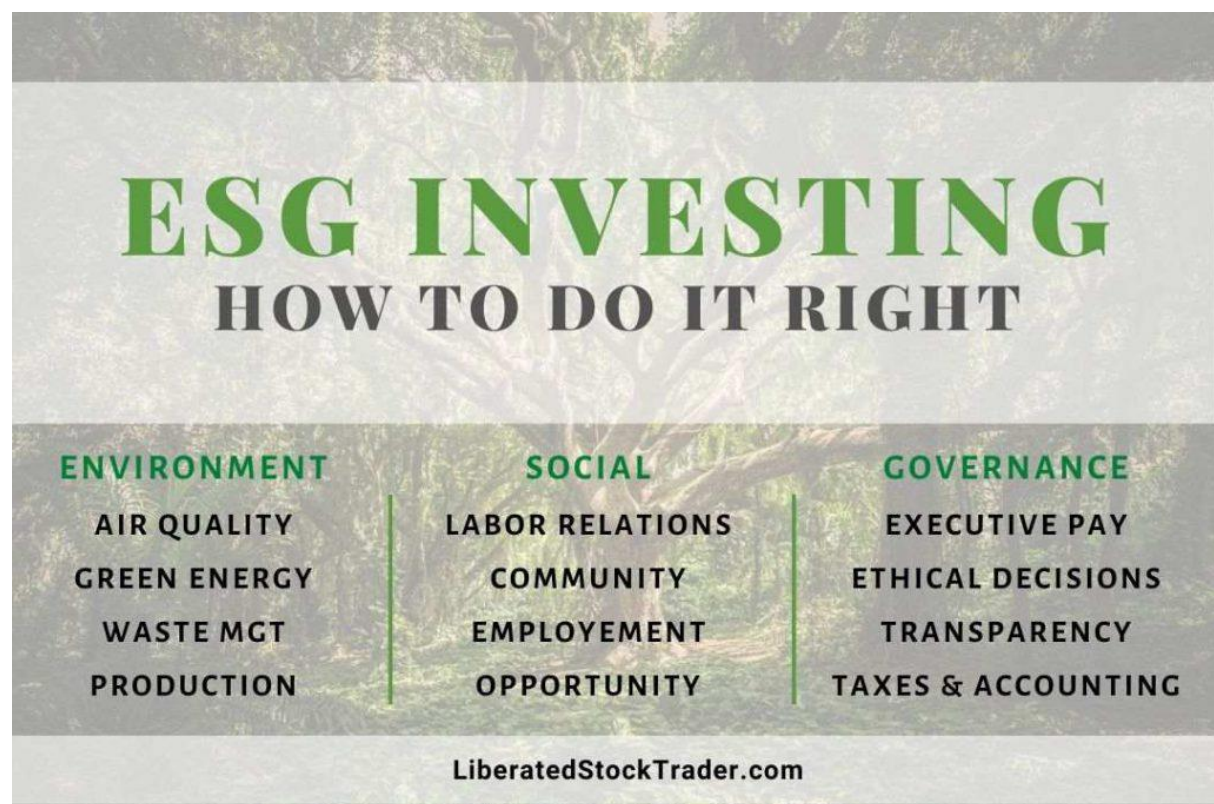 ESG INVESTING
HOW TO DO IT RIGHT
ENVIRONMENT
AIR QUALITY
GREEN ENERGY
WASTE MGT
PRODUCTION
SOCIAL
LABOR RELATIONS
COMMUNITY
EMPLOYEMENT
OPPORTUNITY
GOVERNANCE
EXECUTIVE PAY
ETHICAL DECISIONS
TRANSPARENCY
TAXES & ACCOUNTING
LiberatedStockTrader.com